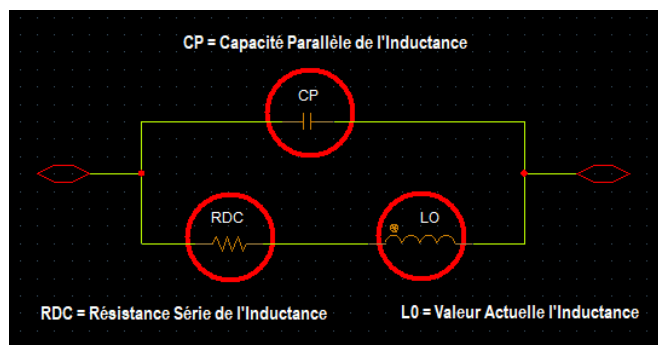 CP = Capacité Parallèle de l'Inductance
CP
RDC
LO
RDC = Résistance Série de l'Inductance
L0 = Valeur Actuelle l'Inductance